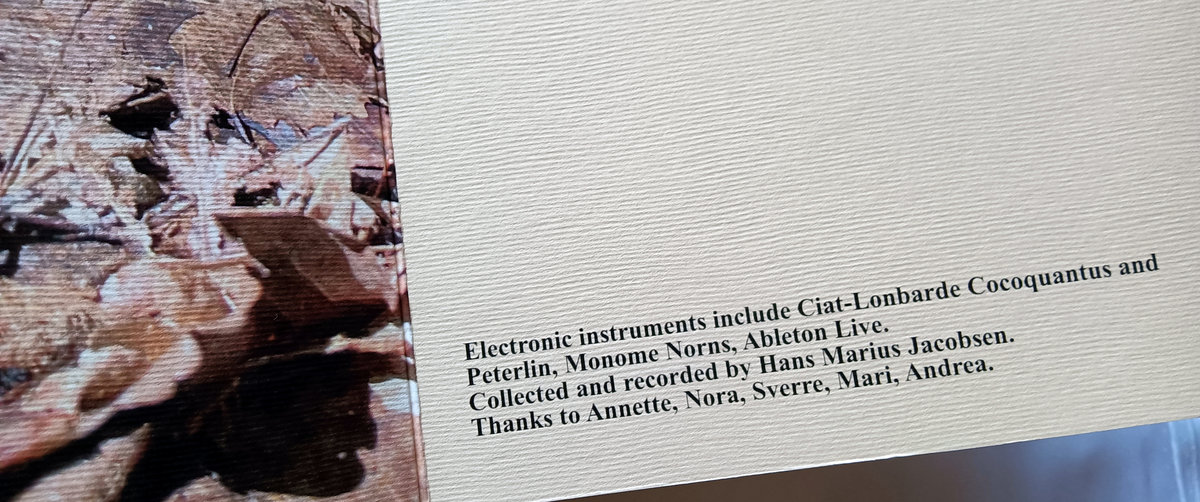 Electronic instruments include Ciat-Lonbarde Cocoquantus and
Peterlin, Monome Norns, Ableton Live.
Collected and recorded by Hans Marius Jacobsen.
Thanks to Annette, Nora, Sverre, Mari, Andrea.